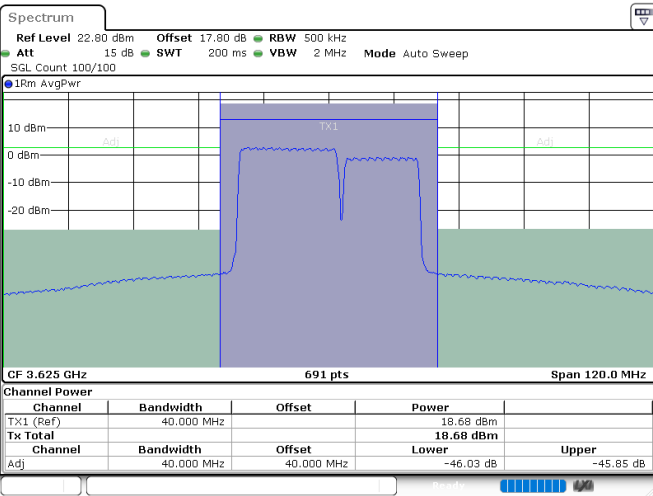 Spectrum
Ref Level 22.80 dBm Offset 17.80 dB RBW 500 kHz
Att 15 dB SWT 200 ms VBW 2 MHz Mode Auto Sweep
SGL Count 100/100
1Rm AvgPwr
TX1
10 dBm
Adj Adj
0 dBm
-10 dBm
-20 dBm
CF 3.625 GHz 691 pts Span 120.0 MHz
Channel Power
Channel Bandwidth Offset Power
TX1 (Ref) 40.000 MHz 18.68 dBm
Tx Total 18.68 dBm
Channel Bandwidth Offset Lower Upper
Adj 40.000 MHz 40.000 MHz -46.03 dB -45.85 dB
Ready